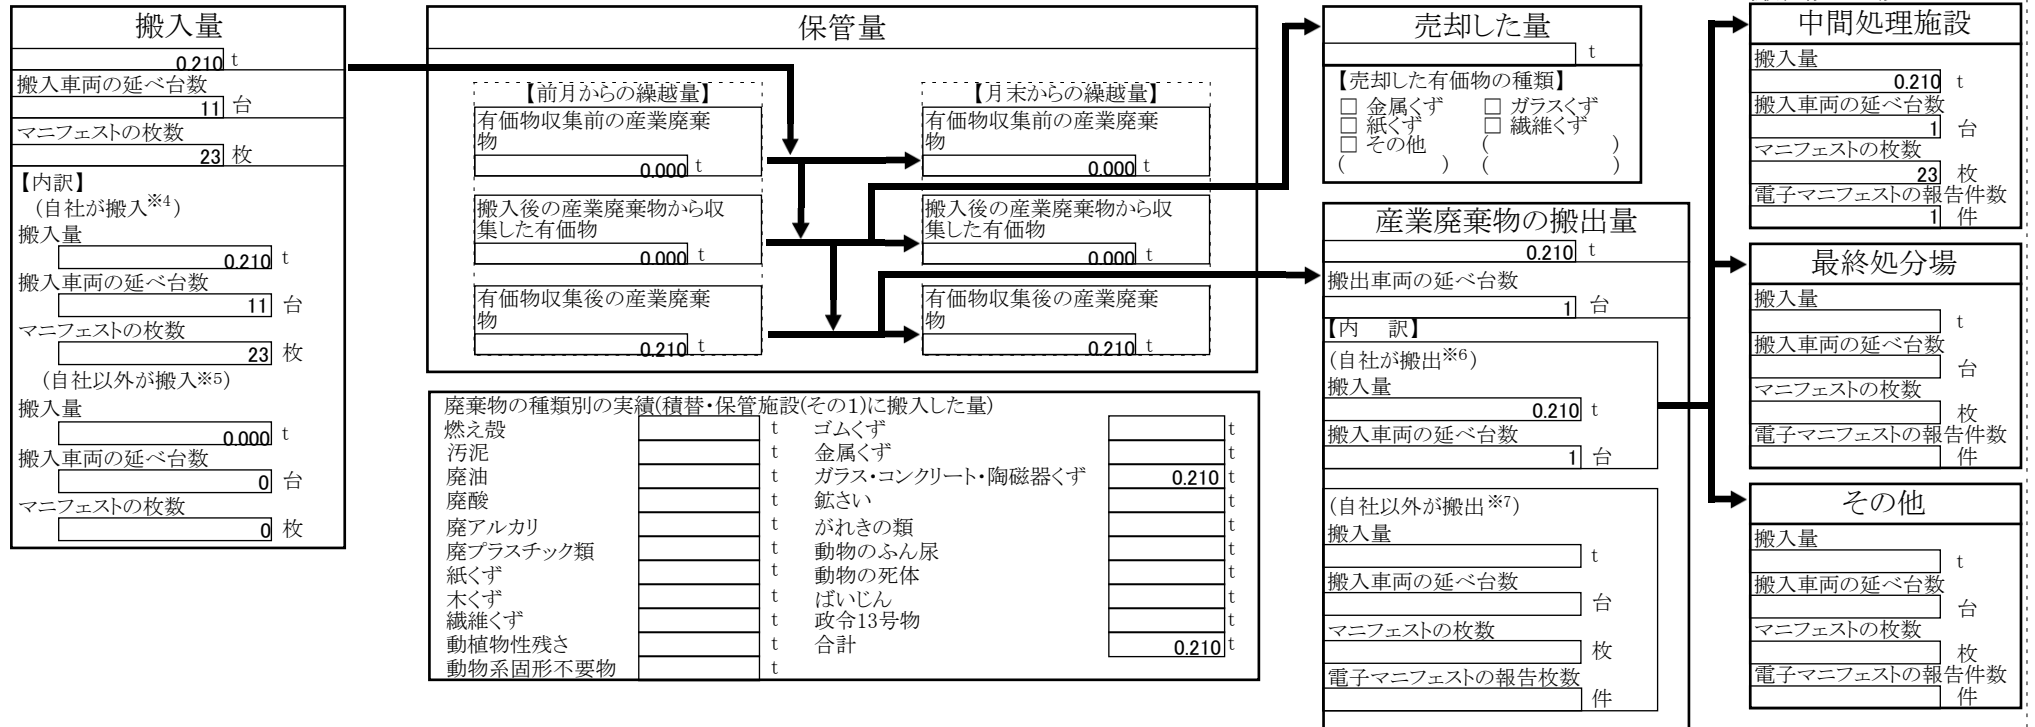 搬入量
0.210 t
搬入車両の延べ台数
11 台
マニフェストの枚数
23 枚
【内訳】
(自社が搬入※4)
搬入量
0.210 t
搬入車両の延べ台数
11 台
マニフェストの枚数
23 枚
(自社以外が搬入※5)
搬入量
0.000 t
搬入車両の延べ台数
0 台
マニフェストの枚数
0 枚
保管量
【前月からの繰越量】
有価物収集前の産業廃棄
物
0.000 t
搬入後の産業廃棄物から収
集した有価物
0.000 t
有価物収集後の産業廃棄
物
0.210 t
【月末からの繰越量】
有価物収集前の産業廃棄
物
0.000 t
搬入後の産業廃棄物から収
集した有価物
0.000 t
有価物収集後の産業廃棄
物
0.210 t
廃棄物の種類別の実績(積替・保管施設(その1)に搬入した量)
燃え殻 t ゴムくず t
汚泥 t 金属くず t
廃油 t ガラス・コンクリート・陶磁器くず 0.210 t
廃酸 t 鉱さい t
廃アルカリ t がれきの類 t
廃プラスチック類 t 動物のふん尿 t
紙くず t 動物の死体 t
木くず t ばいじん t
繊維くず t 政令13号物 t
動植物性残さ t 合計 0.210 t
動物系固形不要物 t
売却した量
t
【売却した有価物の種類】
□ 金属くず □ ガラスくず
□ 紙くず □ 繊維くず
□ その他 ( )
( ) ( )
産業廃棄物の搬出量
0.210 t
搬出車両の延べ台数
1 台
【内 訳】
(自社が搬出※6)
搬入量
0.210 t
搬入車両の延べ台数
1 台
(自社以外が搬出※7)
搬入量
t
搬入車両の延べ台数
台
マニフェストの枚数
枚
電子マニフェストの報告枚数
件
中間処理施設
搬入量
0.210 t
搬入車両の延べ台数
1 台
マニフェストの枚数
23 枚
電子マニフェストの報告件数
1 件
最終処分場
搬入量
t
搬入車両の延べ台数
台
マニフェストの枚数
枚
電子マニフェストの報告件数
件
その他
搬入量
t
搬入車両の延べ台数
台
マニフェストの枚数
枚
電子マニフェストの報告件数
件